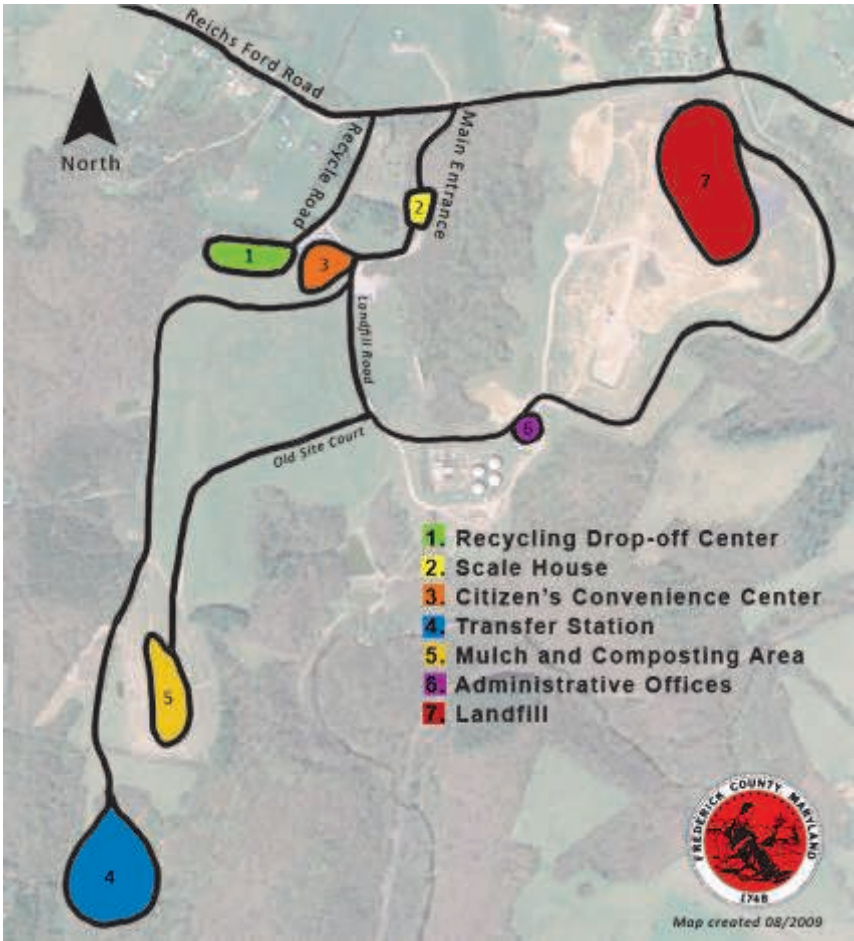 Reichs Ford Road
North
Recycle Road
Main Entrance
7
2
1
3
Landfill Road
6
Old Site Court
1. Recycling Drop-off Center
2. Scale House
3. Citizen's Convenience Center
4. Transfer Station
5. Mulch and Composting Area
6. Administrative Offices
7. Landfill
5
4
FREDERICK COUNTY MARYLAND
1748
Map created 08/2009